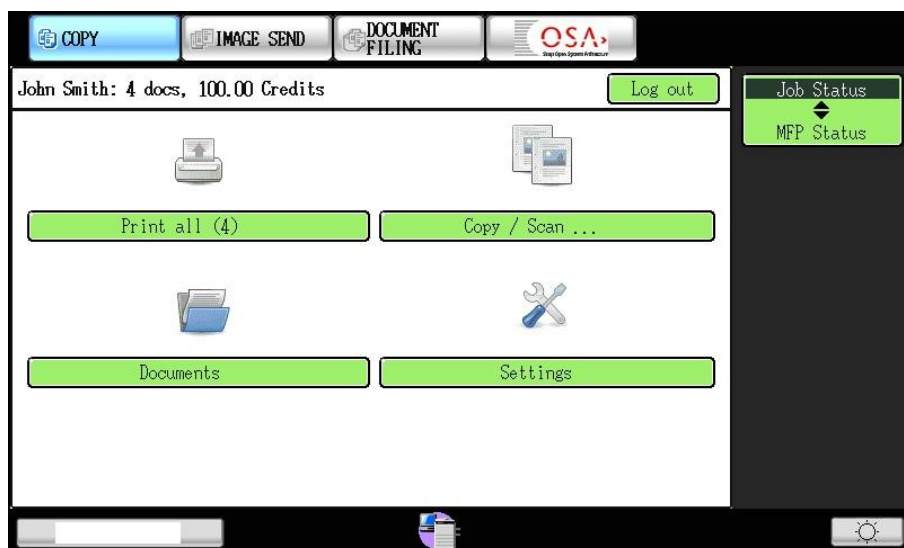 COPY
IMAGE SEND
DOCUMENT
FILING
OSA
John Smith: 4 docs, 100.00 Credits
Log out
Job Status
MFP Status
Print all (4)
Copy / Scan ...
Documents
Settings